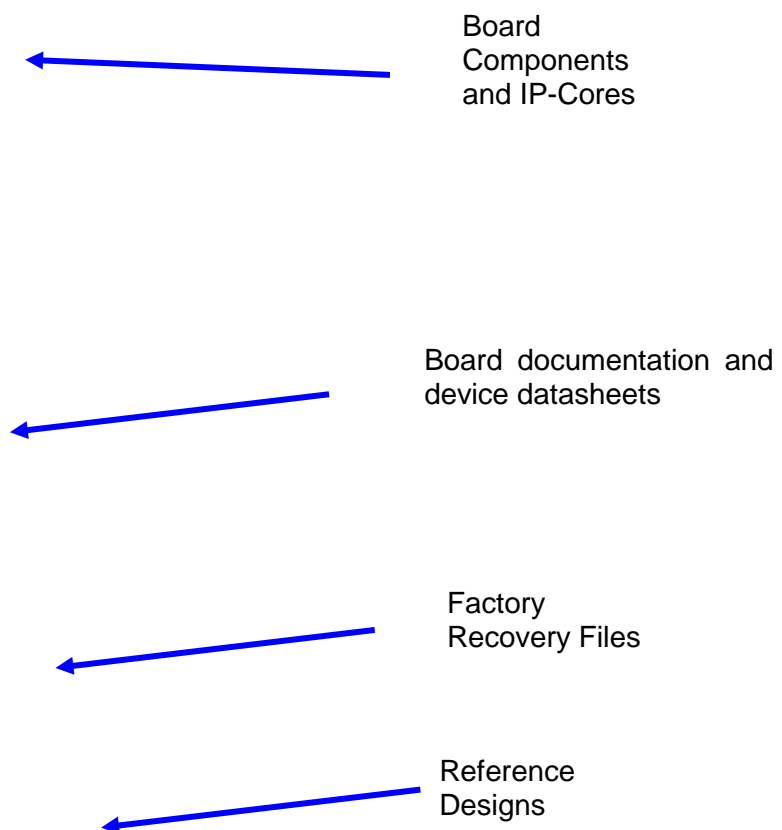 Board
Components
and IP-Cores
Board documentation and
device datasheets
Factory
Recovery Files
Reference
Designs